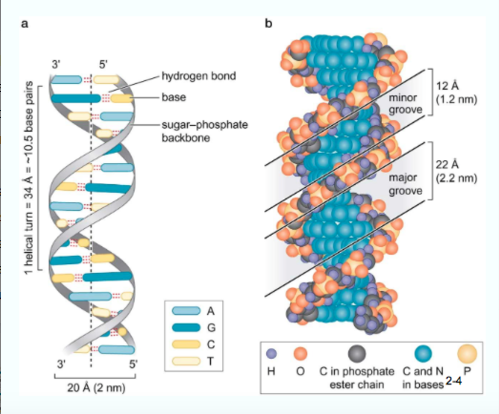 a
3' 5'
hydrogen bond
base
sugar–phosphate
backbone
1 helical turn = 34 Å = ~10.5 base pairs
A
G
C
T
3' 5'
20 Å (2 nm)
b
12 Å
(1.2 nm)
minor
groove
22 Å
(2.2 nm)
major
groove
H O C in phosphate C and N P
ester chain in bases 2-4